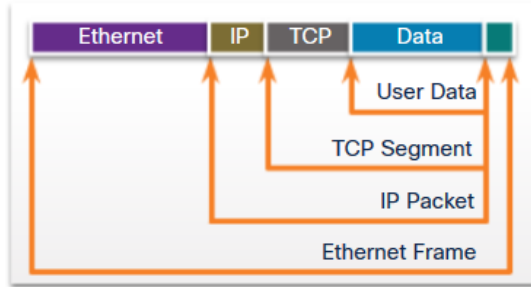 Ethernet IP TCP Data
User Data
TCP Segment
IP Packet
Ethernet Frame